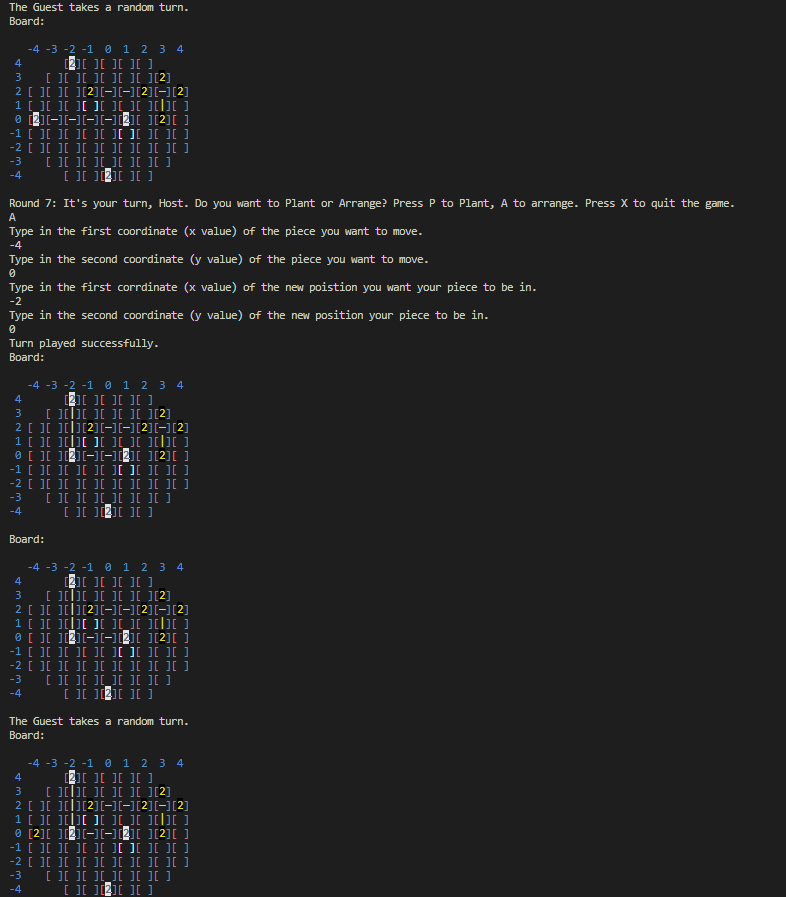 The Guest takes a random turn.
Board:
-4 -3 -2 -1 0 1 2 3 4
4 [2][ ][ ][ ][ ]
3 [ ][ ][ ][ ][ ][ ][2]
2 [ ][ ][ ][2][—][—][2][—][2]
1 [ ][ ][ ][ ][ ][ ][ ][|][ ]
0 [2][—][—][—][—][2][ ][2][ ]
-1 [ ][ ][ ][ ][ ][ ][ ][ ][ ]
-2 [ ][ ][ ][ ][ ][ ][ ][ ][ ]
-3 [ ][ ][ ][ ][ ][ ][ ]
-4 [ ][ ][2][ ][ ]
Round 7: It's your turn, Host. Do you want to Plant or Arrange? Press P to Plant, A to arrange. Press X to quit the game.
A
Type in the first coordinate (x value) of the piece you want to move.
-4
Type in the second coordinate (y value) of the piece you want to move.
0
Type in the first corrdinate (x value) of the new poistion you want your piece to be in.
-2
Type in the second coordinate (y value) of the new position your piece to be in.
0
Turn played successfully.
Board:
-4 -3 -2 -1 0 1 2 3 4
4 [2][ ][ ][ ][ ]
3 [ ][|][ ][ ][ ][ ][2]
2 [ ][ ][|][2][—][—][2][—][2]
1 [ ][ ][|][ ][ ][ ][ ][|][ ]
0 [ ][ ][2][—][—][2][ ][2][ ]
-1 [ ][ ][ ][ ][ ][ ][ ][ ][ ]
-2 [ ][ ][ ][ ][ ][ ][ ][ ][ ]
-3 [ ][ ][ ][ ][ ][ ][ ]
-4 [ ][ ][2][ ][ ]
Board:
-4 -3 -2 -1 0 1 2 3 4
4 [2][ ][ ][ ][ ]
3 [ ][|][ ][ ][ ][ ][2]
2 [ ][ ][|][2][—][—][2][—][2]
1 [ ][ ][|][ ][ ][ ][ ][|][ ]
0 [ ][ ][2][—][—][2][ ][2][ ]
-1 [ ][ ][ ][ ][ ][ ][ ][ ][ ]
-2 [ ][ ][ ][ ][ ][ ][ ][ ][ ]
-3 [ ][ ][ ][ ][ ][ ][ ]
-4 [ ][ ][2][ ][ ]
The Guest takes a random turn.
Board:
-4 -3 -2 -1 0 1 2 3 4
4 [2][ ][ ][ ][ ]
3 [ ][|][ ][ ][ ][ ][2]
2 [ ][ ][|][2][—][—][2][—][2]
1 [ ][ ][|][ ][ ][ ][ ][|][ ]
0 [2][ ][2][—][—][2][ ][2][ ]
-1 [ ][ ][ ][ ][ ][ ][ ][ ][ ]
-2 [ ][ ][ ][ ][ ][ ][ ][ ][ ]
-3 [ ][ ][ ][ ][ ][ ][ ]
-4 [ ][ ][2][ ][ ]